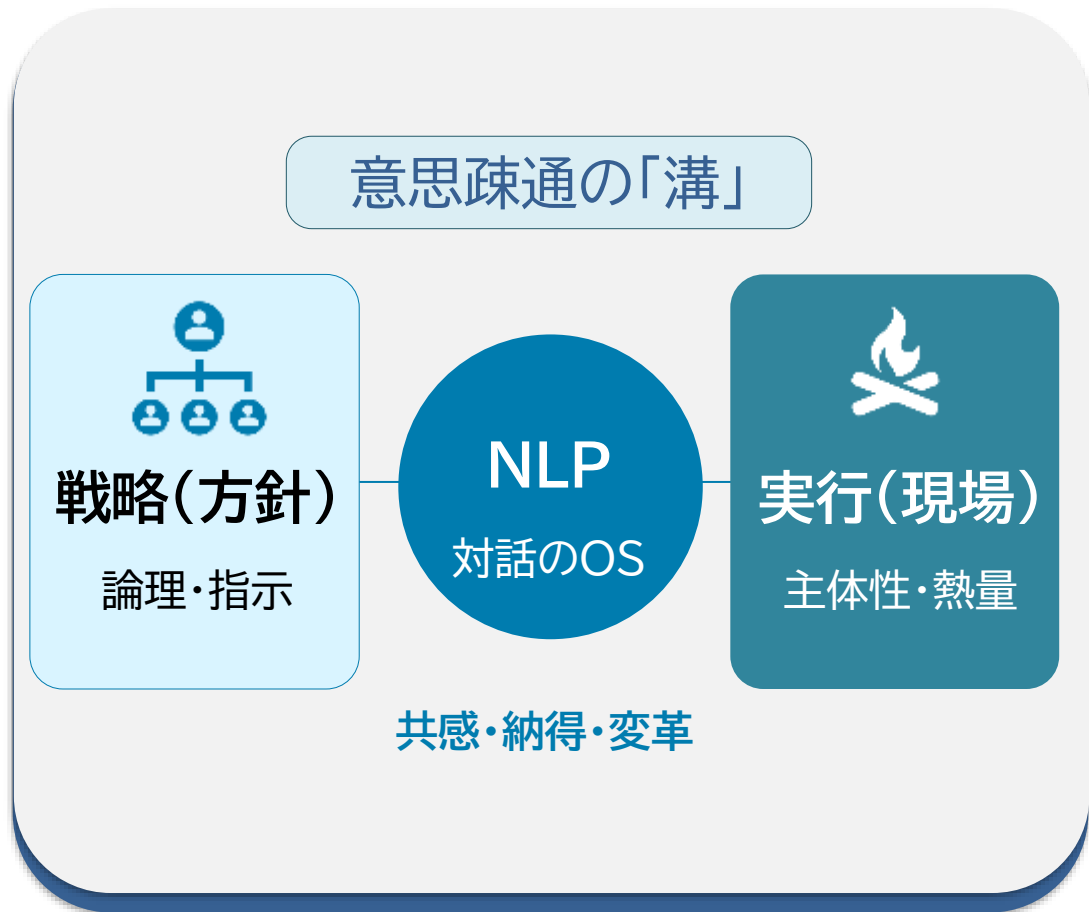 意思疎通の「溝」
戦略（方針）
論理・指示
NLP
対話のOS
実行（現場）
主体性・熱量
共感・納得・変革